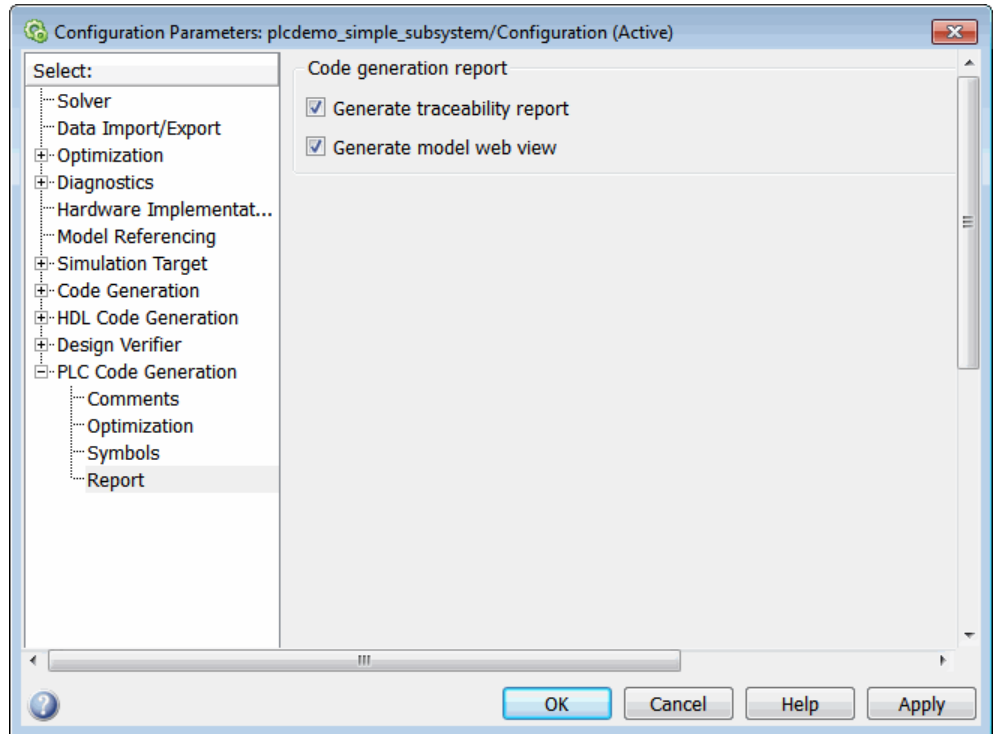 Configuration Parameters: plcdemo_simple_subsystem/Configuration (Active)
Select:
Solver
Data Import/Export
Optimization
Diagnostics
Hardware Implementat...
Model Referencing
Simulation Target
Code Generation
HDL Code Generation
Design Verifier
PLC Code Generation
Comments
Optimization
Symbols
Report
Code generation report
Generate traceability report
Generate model web view
OK
Cancel
Help
Apply